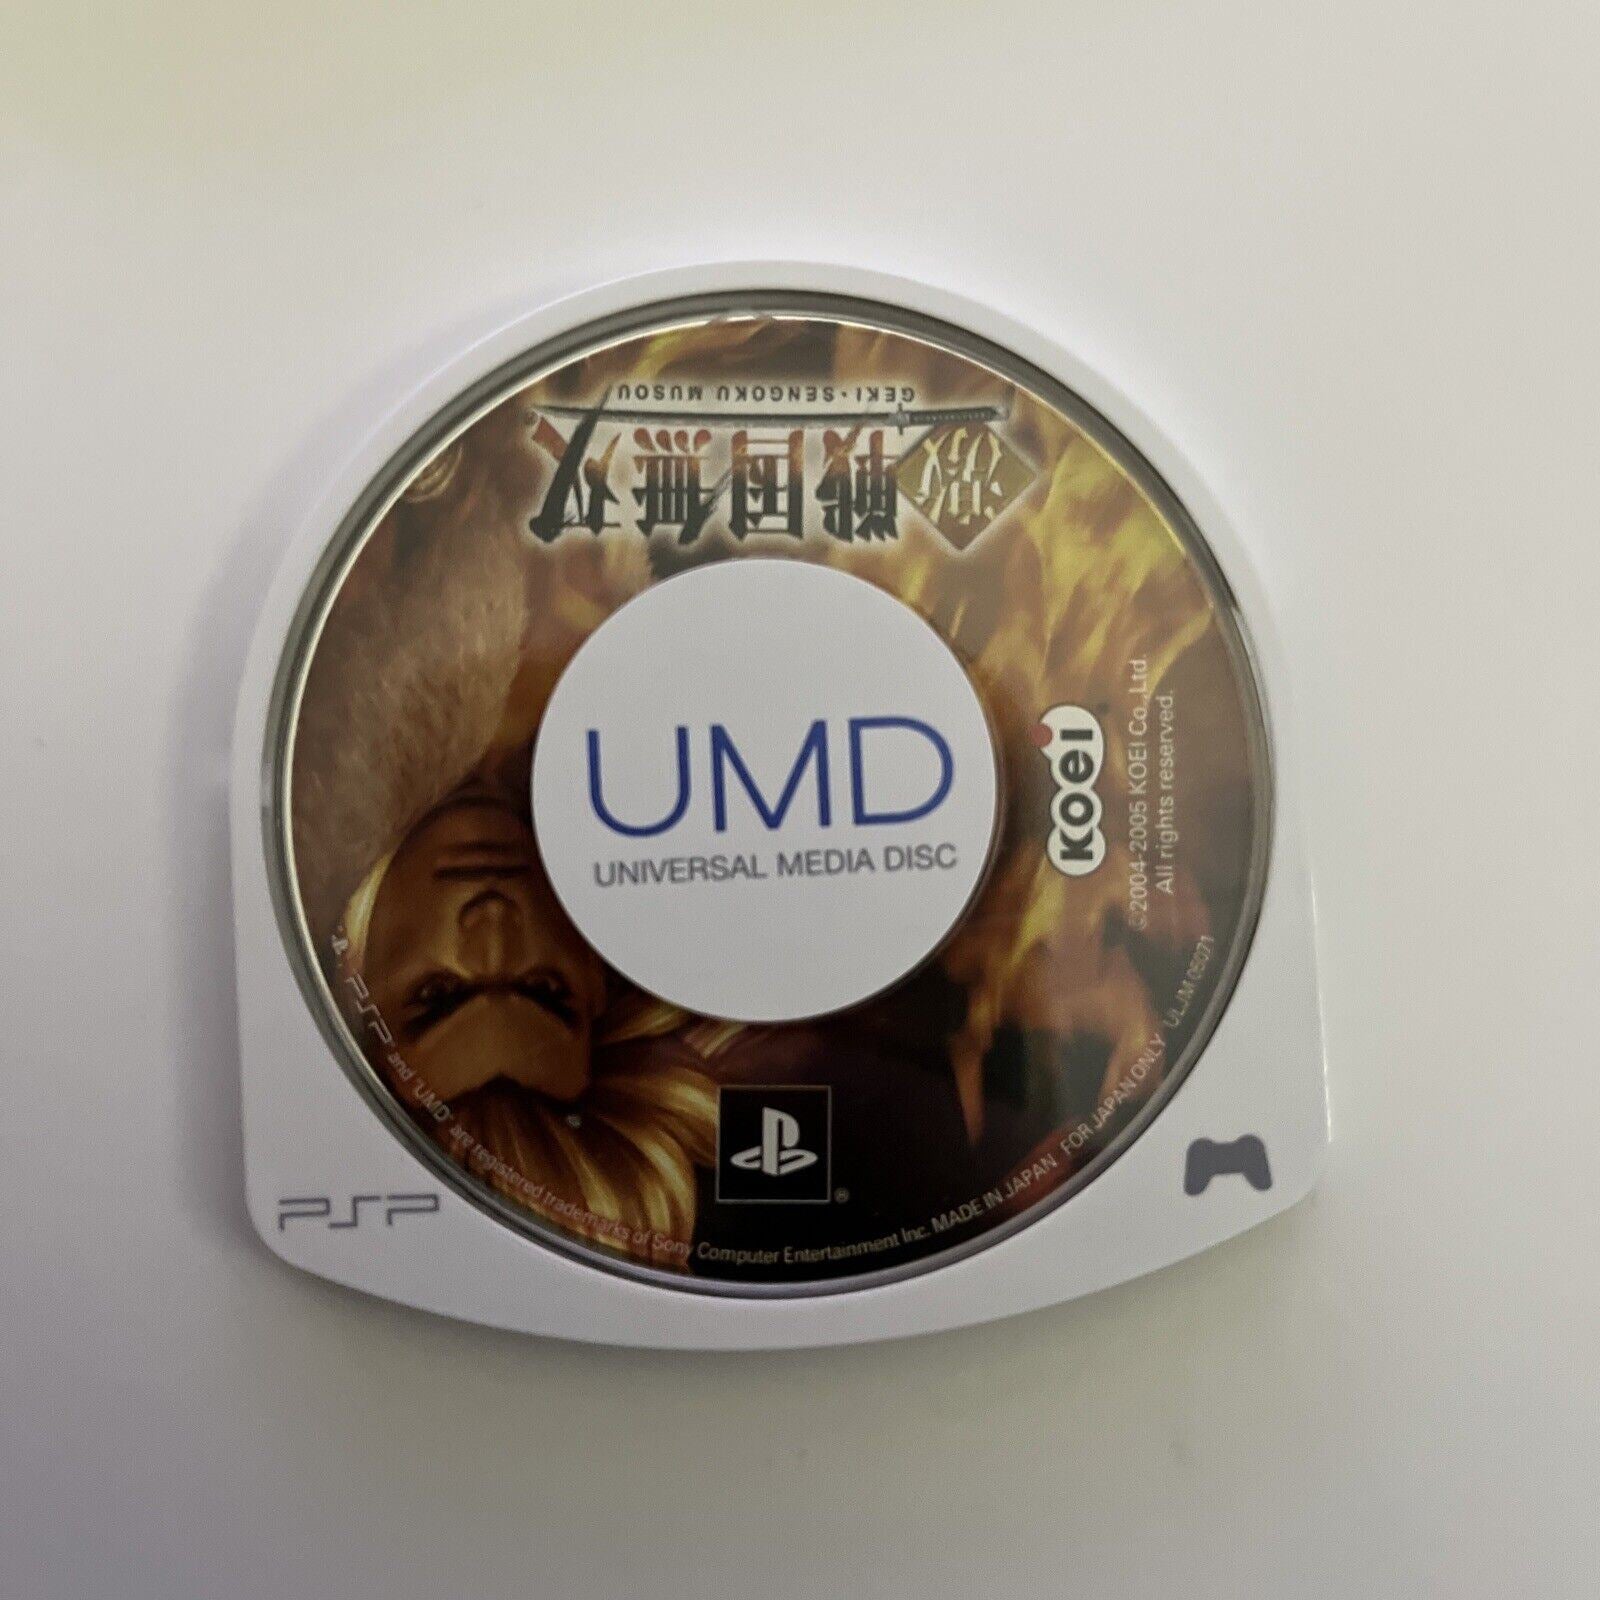 GEKI・SENGOKU MUSOU
激 戦国無双
UMD
UNIVERSAL MEDIA DISC
KOEI
©2004-2005 KOEI Co.,Ltd.
All rights reserved.
PSP
" PSP and "UMD" are registered trademarks of Sony Computer Entertainment Inc. MADE IN JAPAN FOR JAPAN ONLY ULJM 05071